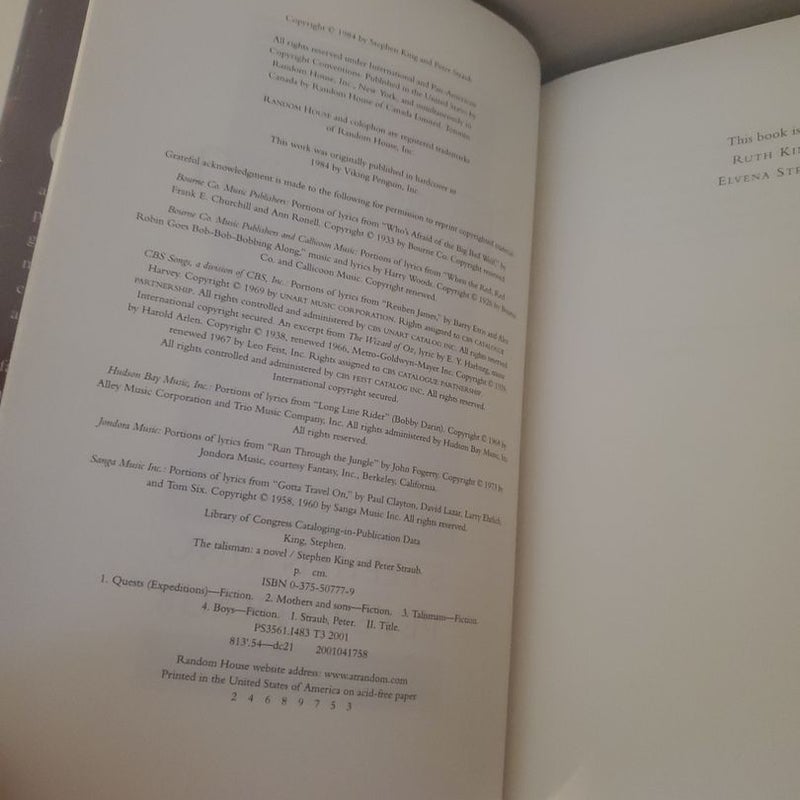 Copyright © 1984 by Stephen King and Peter Straub
All rights reserved under International and Pan-American
Copyright Conventions. Published in the United States by
Random House, Inc., New York, and simultaneously in
Canada by Random House of Canada Limited, Toronto.
RANDOM HOUSE and colophon are registered trademarks
of Random House, Inc.
This work was originally published in hardcover in
1984 by Viking Penguin, Inc.
Grateful acknowledgment is made to the following for permission to reprint copyrighted material:
Bourne Co. Music Publishers: Portions of lyrics from "Who's Afraid of the Big Bad Wolf," by
Frank E. Churchill and Ann Ronell. Copyright © 1933 by Bourne Co. Copyright renewed.
Bourne Co. Music Publishers and Callicoon Music: Portions of lyrics from "When the Red, Red
Robin Goes Bob-Bob-Bobbing Along," music and lyrics by Harry Woods. Copyright © 1926 by Bourne
Co. and Callicoon Music. Copyright renewed.
CBS Songs, a division of CBS, Inc.: Portions of lyrics from "Reuben James," by Barry Etris and Alex
Harvey. Copyright © 1969 by UNART MUSIC CORPORATION. Rights assigned to CBS CATALOGUE
PARTNERSHIP. All rights controlled and administered by CBS UNART CATALOG INC. All rights reserved.
International copyright secured. An excerpt from The Wizard of Oz, lyric by E. Y. Harburg, music
by Harold Arlen. Copyright © 1938, renewed 1966, Metro-Goldwyn-Mayer Inc. Copyright © 1939,
renewed 1967 by Leo Feist, Inc. Rights assigned to CBS CATALOGUE PARTNERSHIP.
All rights controlled and administered by CBS FEIST CATALOG INC. All rights reserved.
International copyright secured.
Hudson Bay Music, Inc.: Portions of lyrics from "Long Line Rider" (Bobby Darin). Copyright © 1968 by
Alley Music Corporation and Trio Music Company, Inc. All rights administered by Hudson Bay Music, Inc.
All rights reserved.
Jondora Music: Portions of lyrics from "Run Through the Jungle" by John Fogerty. Copyright © 1973 by
Jondora Music, courtesy Fantasy, Inc., Berkeley, California.
Sanga Music Inc.: Portions of lyrics from "Gotta Travel On," by Paul Clayton, David Lazar, Larry Ehrlich,
and Tom Six. Copyright © 1958, 1960 by Sanga Music Inc. All rights reserved.
Library of Congress Cataloging-in-Publication Data
King, Stephen.
The talisman: a novel / Stephen King and Peter Straub.
p. cm.
ISBN 0-375-50777-9
1. Quests (Expeditions)—Fiction. 2. Mothers and sons—Fiction. 3. Talismans—Fiction.
4. Boys—Fiction. I. Straub, Peter. II. Title.
PS3561.I483 T3 2001
813'.54—dc21 2001041758
Random House website address: www.atrandom.com
Printed in the United States of America on acid-free paper
2 4 6 8 9 7 5 3
This book is
RUTH KIN
ELVENA STR